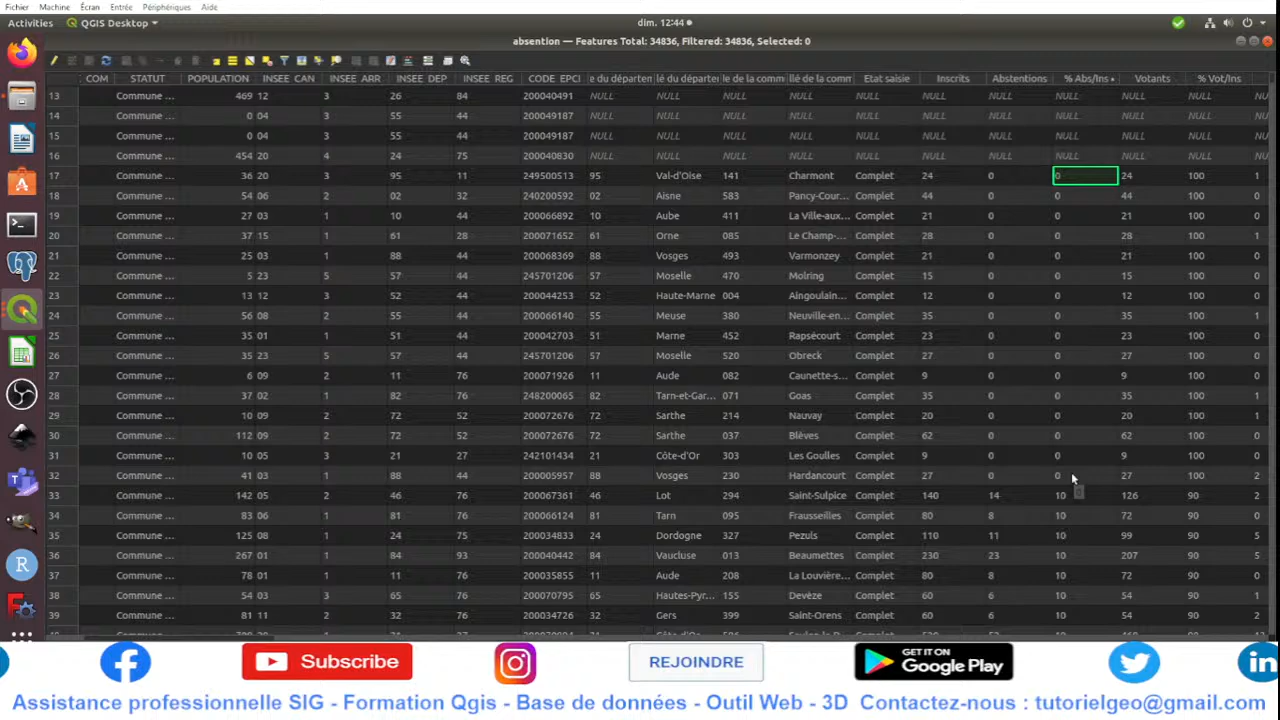 Fichier Machine Écran Entrée Périphériques Aide
Activities QGIS Desktop dim. 12:44
absention — Features Total: 34836, Filtered: 34836, Selected: 0
COM STATUT POPULATION INSEE_CAN INSEE_ARR INSEE_DEP INSEE_REG CODE_EPCI e du départen lé du départer le de la comm llé de la comm Etat saisie Inscrits Abstentions % Abs/Ins Votants % Vot/Ins
13 Commune ... 469 12 3 26 84 200040491 NULL NULL NULL NULL NULL NULL NULL NULL NULL NULL NU
14 Commune ... 0 04 3 55 44 200049187 NULL NULL NULL NULL NULL NULL NULL NULL NULL NULL NU
15 Commune ... 0 04 3 55 44 200049187 NULL NULL NULL NULL NULL NULL NULL NULL NULL NULL NU
16 Commune ... 454 20 4 24 75 200040830 NULL NULL NULL NULL NULL NULL NULL NULL NULL NULL NU
17 Commune ... 36 20 3 95 11 249500513 95 Val-d'Oise 141 Charmont Complet 24 0 0 24 100 1
18 Commune ... 54 06 2 02 32 240200592 02 Aisne 583 Pancy-Cour... Complet 44 0 0 44 100 0
19 Commune ... 27 03 1 10 44 200066892 10 Aube 411 La Ville-aux... Complet 21 0 0 21 100 0
20 Commune ... 37 15 1 61 28 200071652 61 Orne 085 Le Champ-... Complet 28 0 0 28 100 1
21 Commune ... 25 03 1 88 44 200068369 88 Vosges 493 Varmonzey Complet 21 0 0 21 100 0
22 Commune ... 5 23 5 57 44 245701206 57 Moselle 470 Molring Complet 15 0 0 15 100 0
23 Commune ... 13 12 3 52 44 200044253 52 Haute-Marne 004 Aingoulain... Complet 12 0 0 12 100 0
24 Commune ... 56 08 2 55 44 200066140 55 Meuse 380 Neuville-en... Complet 35 0 0 35 100 1
25 Commune ... 35 01 1 51 44 200042703 51 Marne 452 Rapsécourt Complet 23 0 0 23 100 0
26 Commune ... 35 23 5 57 44 245701206 57 Moselle 520 Obreck Complet 27 0 0 27 100 0
27 Commune ... 6 09 2 11 76 200071926 11 Aude 082 Caunette-s... Complet 9 0 0 9 100 0
28 Commune ... 37 02 1 82 76 248200065 82 Tarn-et-Gar... 071 Goas Complet 35 0 0 35 100 1
29 Commune ... 10 09 2 72 52 200072676 72 Sarthe 214 Nauvay Complet 20 0 0 20 100 1
30 Commune ... 112 09 2 72 52 200072676 72 Sarthe 037 Blèves Complet 62 0 0 62 100 0
31 Commune ... 10 05 3 21 27 242101434 21 Côte-d'Or 303 Les Goulles Complet 9 0 0 9 100 0
32 Commune ... 41 03 1 88 44 200005957 88 Vosges 230 Hardancourt Complet 27 0 0 27 100 2
33 Commune ... 142 05 2 46 76 200067361 46 Lot 294 Saint-Sulpice Complet 140 14 10 126 90 2
34 Commune ... 83 06 1 81 76 200066124 81 Tarn 095 Frausseilles Complet 80 8 10 72 90 0
35 Commune ... 125 08 1 24 75 200034833 24 Dordogne 327 Pezuls Complet 110 11 10 99 90 5
36 Commune ... 267 01 1 84 93 200040442 84 Vaucluse 013 Beaumettes Complet 230 23 10 207 90 5
37 Commune ... 78 01 1 11 76 200035855 11 Aude 208 La Louvière... Complet 80 8 10 72 90 0
38 Commune ... 54 03 3 65 76 200070795 65 Hautes-Pyr... 155 Devèze Complet 60 6 10 54 90 1
39 Commune ... 81 11 2 32 76 200034726 32 Gers 399 Saint-Orens Complet 60 6 10 54 90 2
Subscribe REJOINDRE GET IT ON Google Play
Assistance professionnelle SIG - Formation Qgis - Base de données - Outil Web - 3D Contactez-nous : tutorielgeo@gmail.com